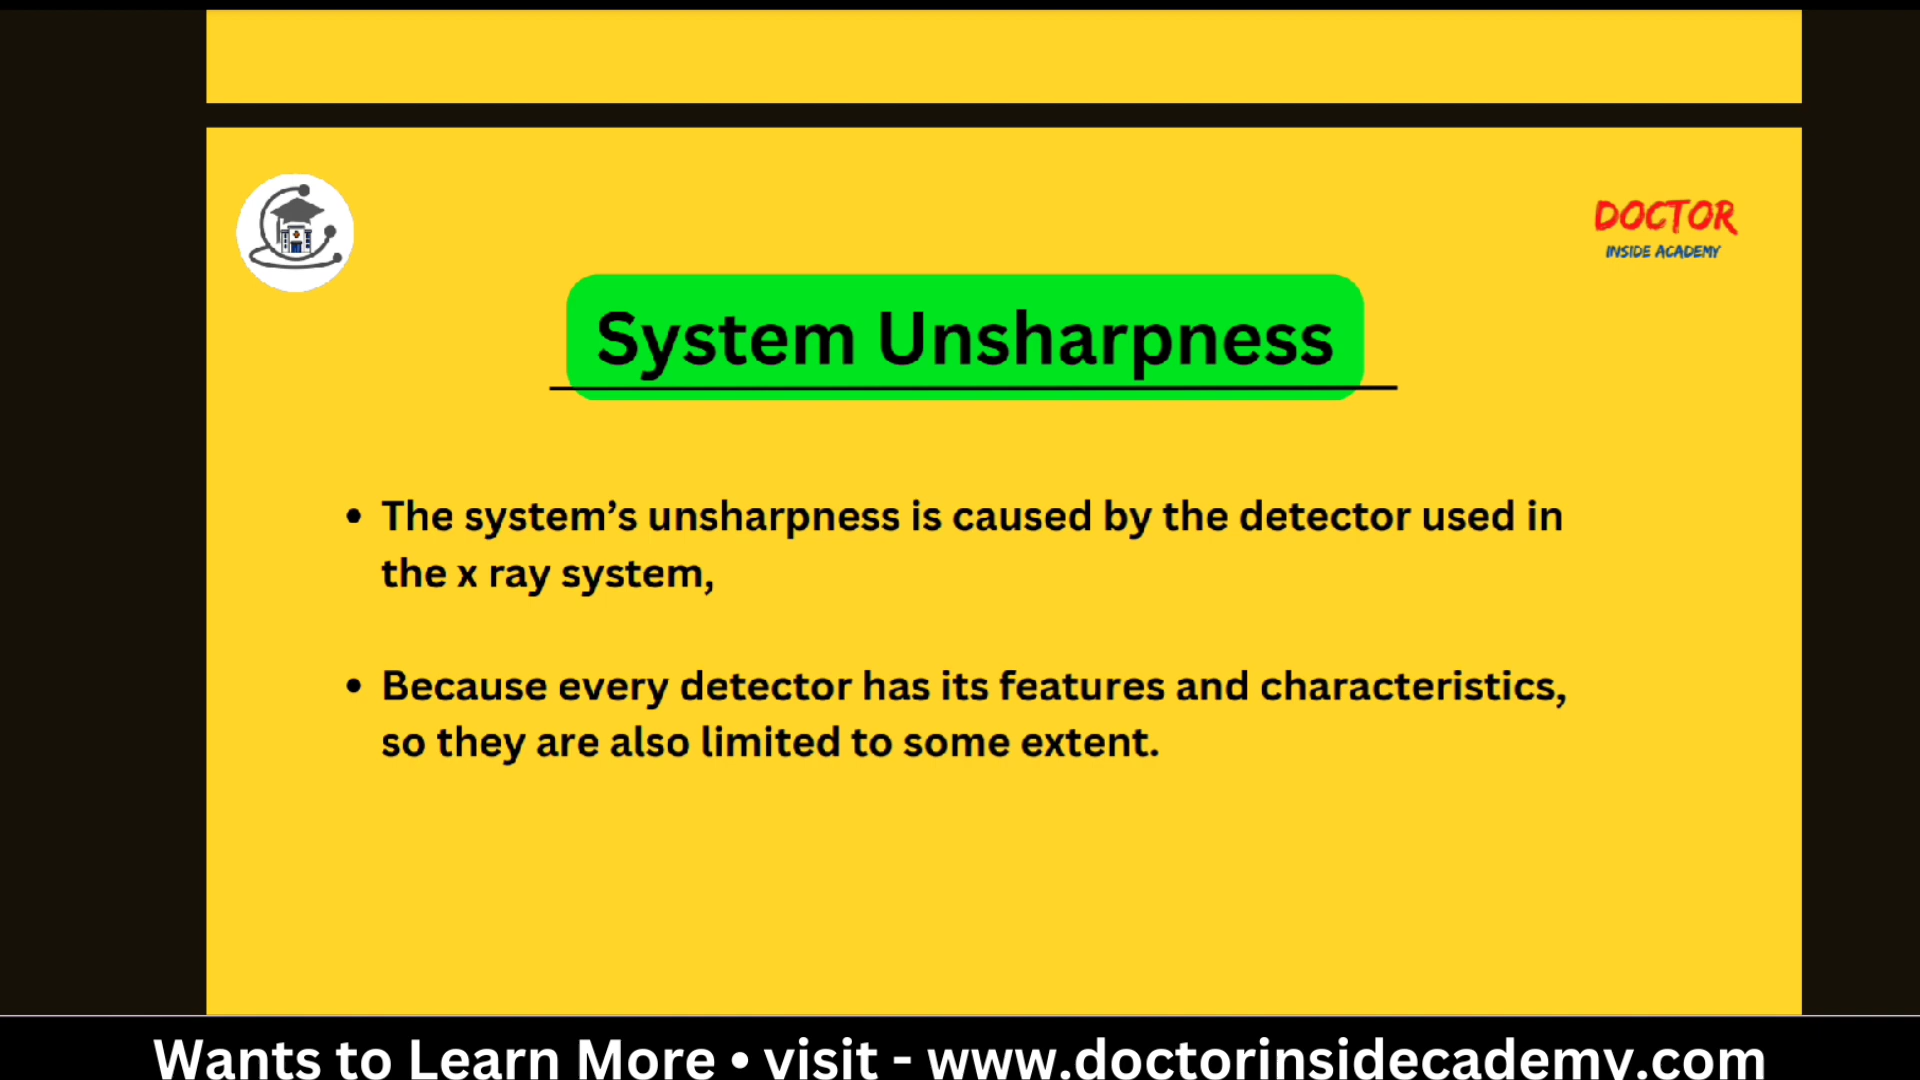 DOCTOR
INSIDE ACADEMY
System Unsharpness
• The system’s unsharpness is caused by the detector used in
the x ray system,
• Because every detector has its features and characteristics,
so they are also limited to some extent.
Wants to Learn More • visit - www.doctorinsidecademy.com